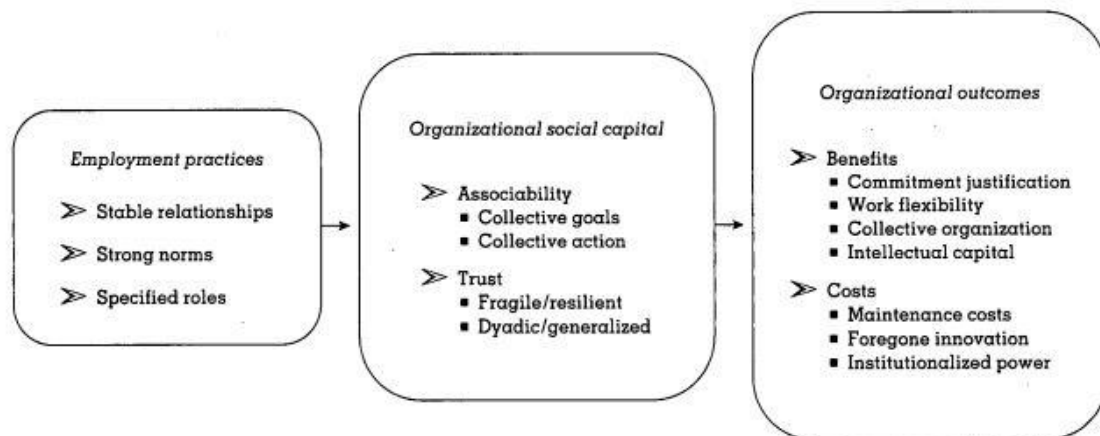 Employment practices
Stable relationships
Strong norms
Specified roles
Organizational social capital
Associability
Collective goals
Collective action
Trust
Fragile/resilient
Dyadic/generalized
Organizational outcomes
Benefits
Commitment justification
Work flexibility
Collective organization
Intellectual capital
Costs
Maintenance costs
Foregone innovation
Institutionalized power